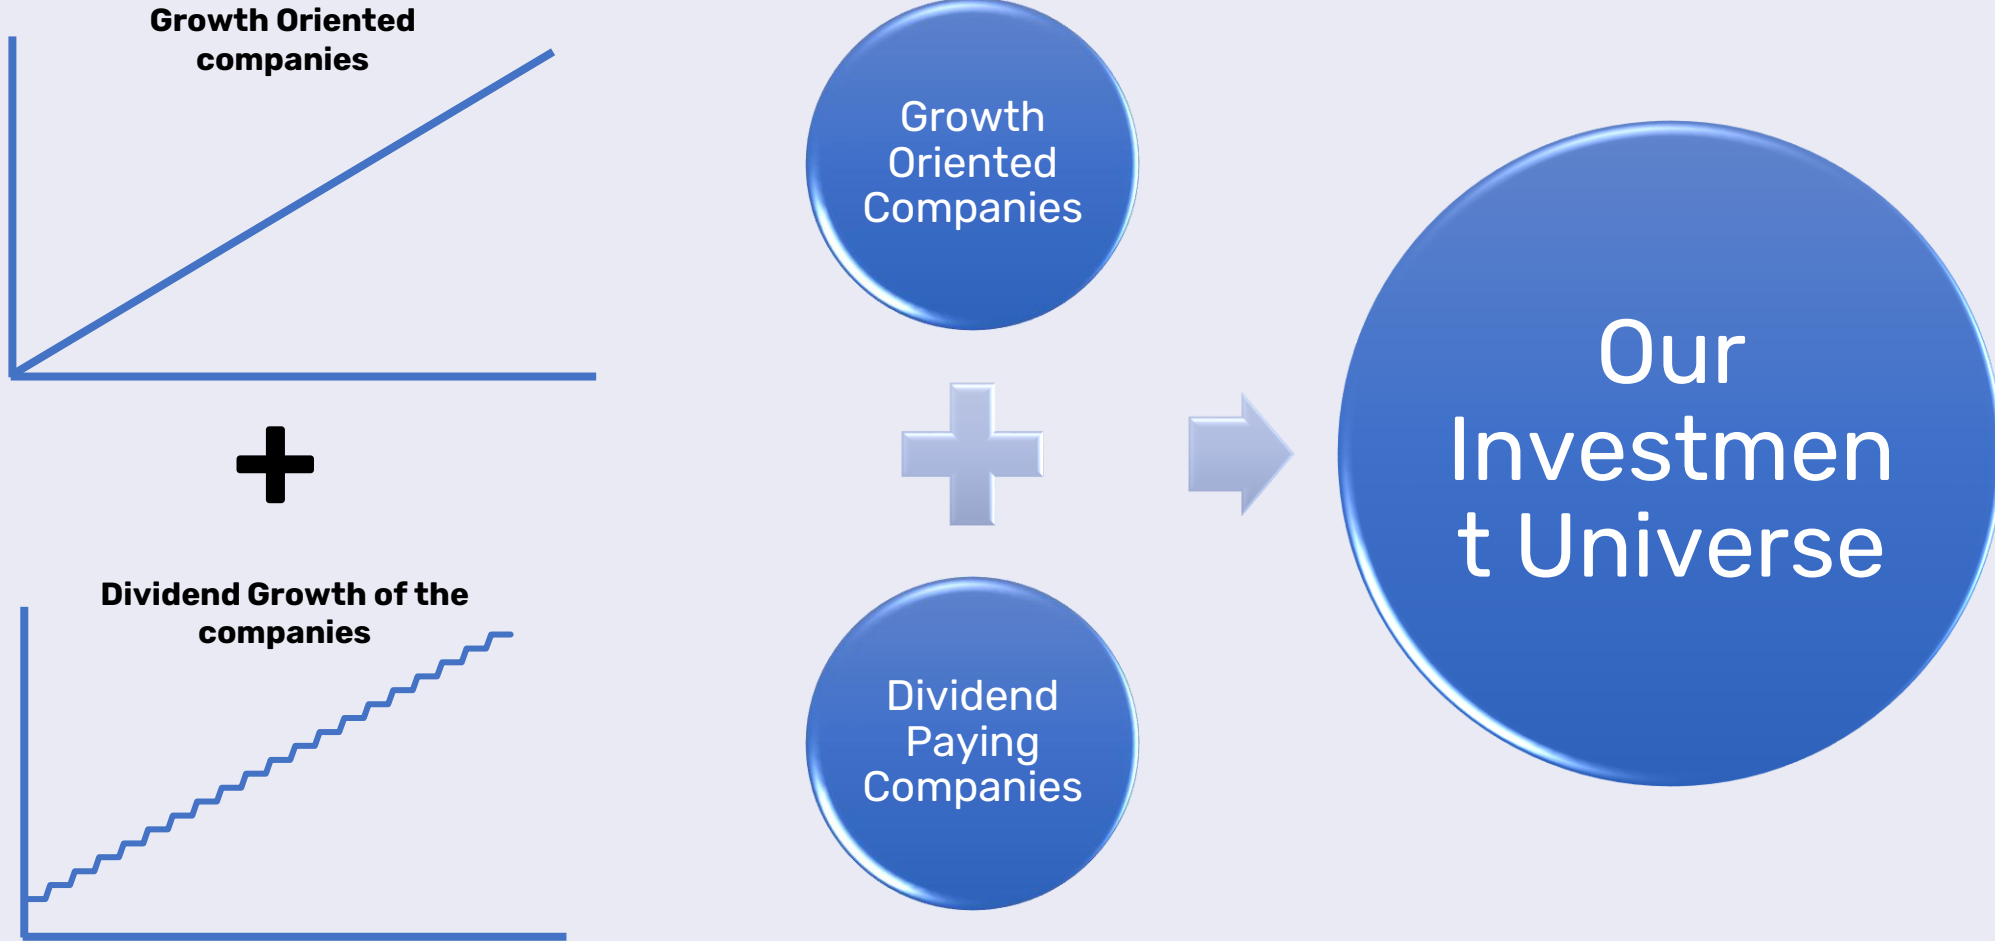 Growth Oriented
companies
Dividend Growth of the
companies
Growth
Oriented
Companies
Dividend
Paying
Companies
Our
Investmen
t Universe